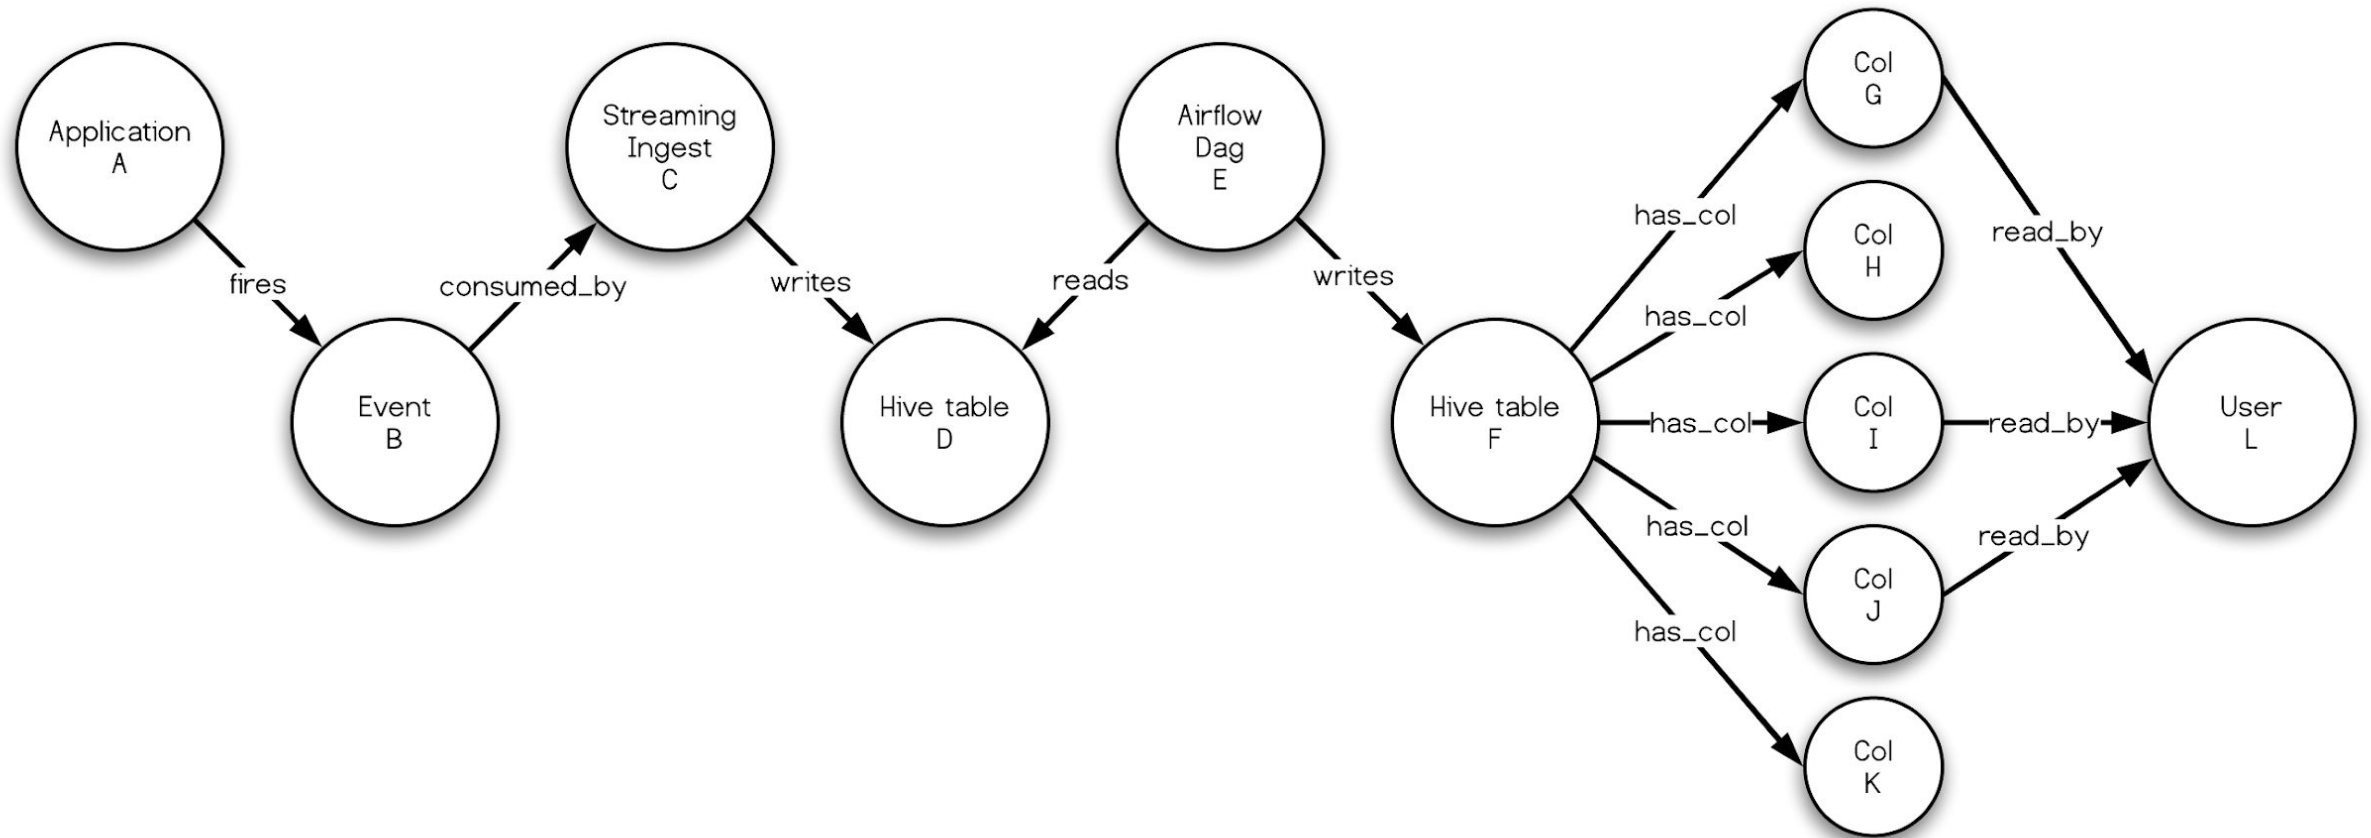 Application
A
fires
Event
B
consumed_by
Streaming
Ingest
C
writes
Hive table
D
reads
Airflow
Dag
E
writes
Hive table
F
has_col
has_col
has_col
has_col
has_col
Col
G
Col
H
Col
I
Col
J
Col
K
read_by
read_by
read_by
User
L